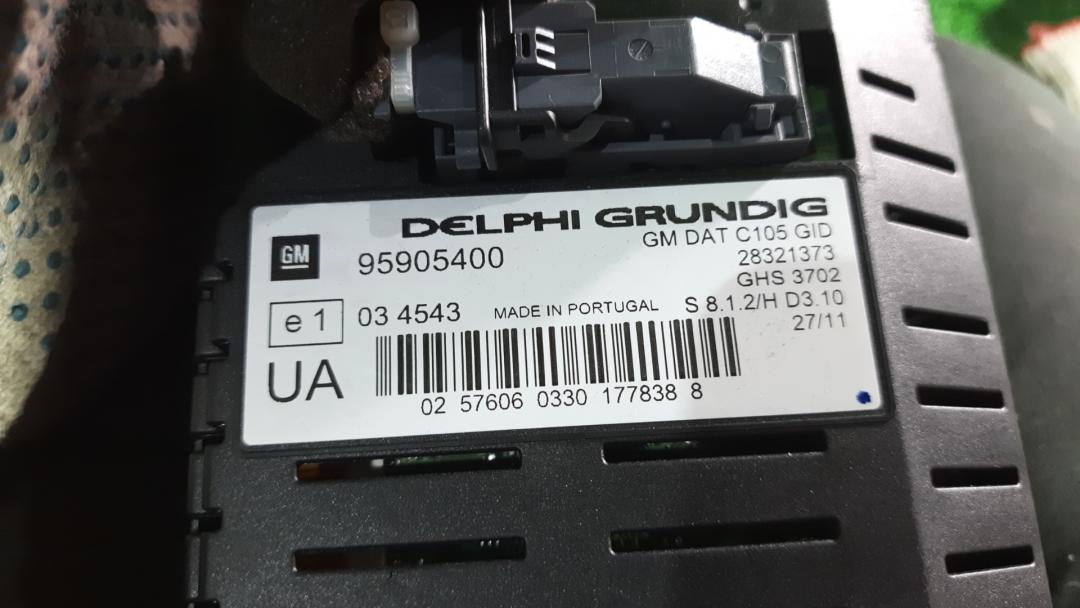 DELPHI GRUNDIG
GM 95905400
GM DAT C105 GID
28321373
GHS 3702
e 1 03 4543 MADE IN PORTUGAL S 8.1.2/H D3.10
27/11
UA
02 57606 0330 177838 8